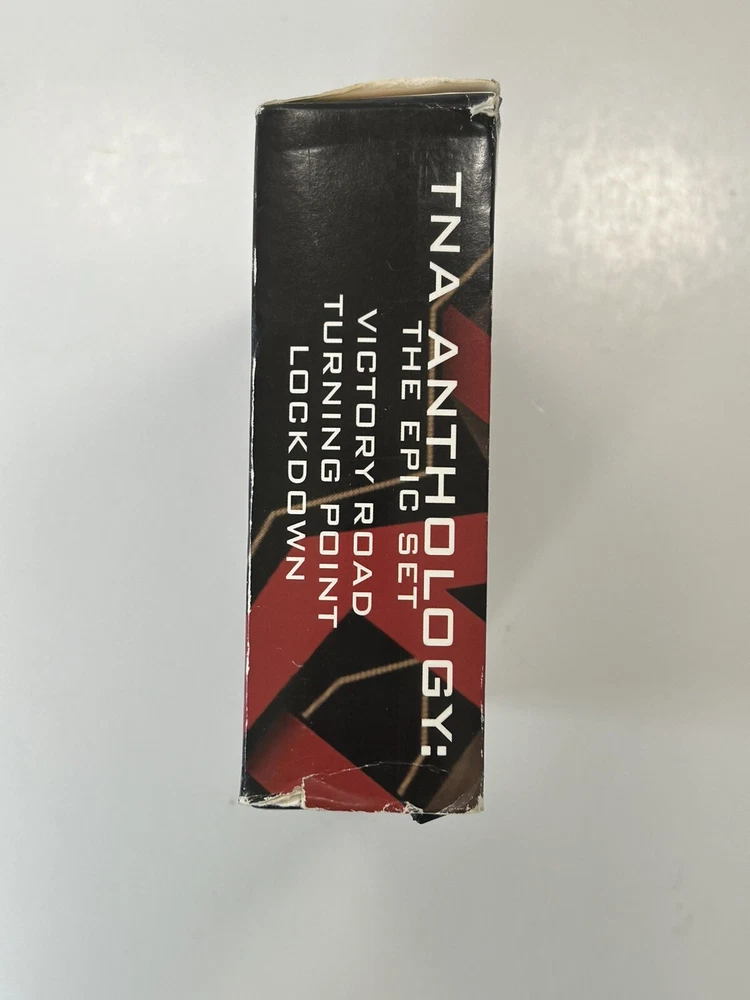 TNA ANTHOLOGY:
THE EPIC SET
VICTORY ROAD
TURNING POINT
LOCKDOWN